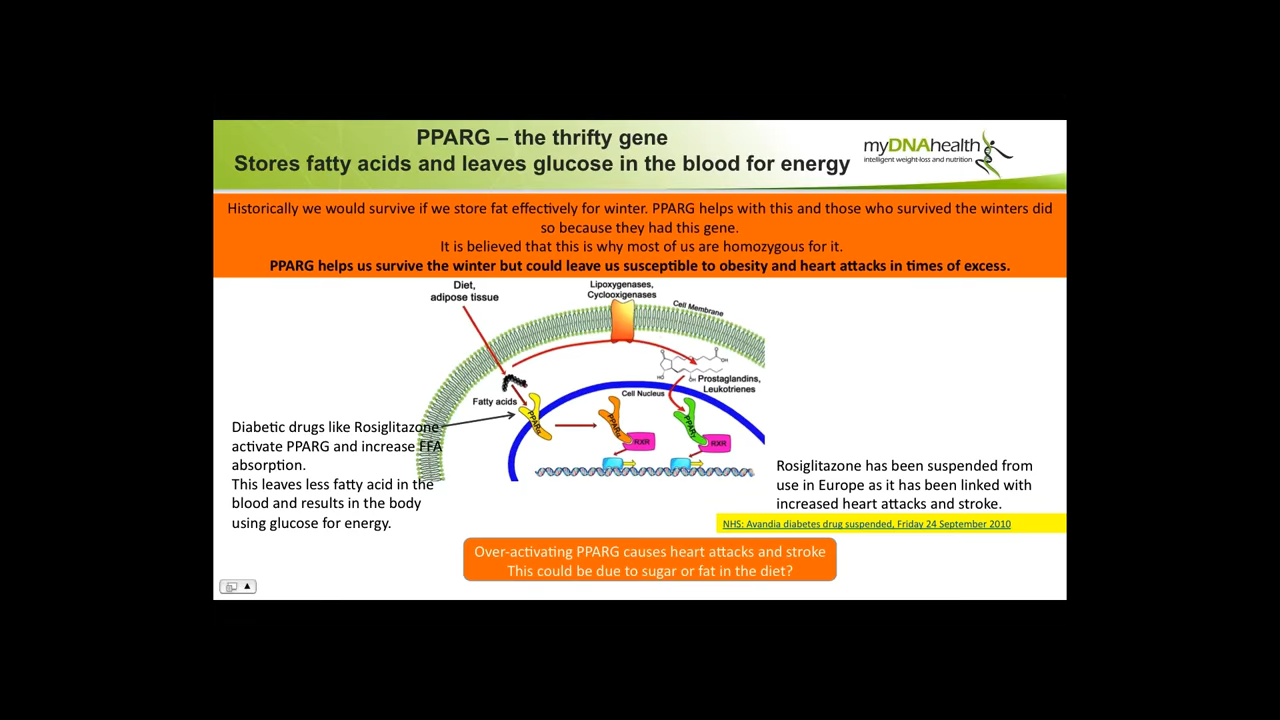 PPARG – the thrifty gene
Stores fatty acids and leaves glucose in the blood for energy
myDNAhealth
intelligent weight-loss and nutrition
Historically we would survive if we store fat effectively for winter. PPARG helps with this and those who survived the winters did
so because they had this gene.
It is believed that this is why most of us are homozygous for it.
PPARG helps us survive the winter but could leave us susceptible to obesity and heart attacks in times of excess.
Diet,
adipose tissue
Lipoxygenases,
Cyclooxigenases
Cell Membrane
Prostaglandins,
Leukotrienes
Cell Nucleus
Fatty acids
PPARα
PPARα
RXR
PPARγ
RXR
Diabetic drugs like Rosiglitazone
activate PPARG and increase FFA
absorption.
This leaves less fatty acid in the
blood and results in the body
using glucose for energy.
Rosiglitazone has been suspended from
use in Europe as it has been linked with
increased heart attacks and stroke.
NHS: Avandia diabetes drug suspended, Friday 24 September 2010
Over-activating PPARG causes heart attacks and stroke
This could be due to sugar or fat in the diet?